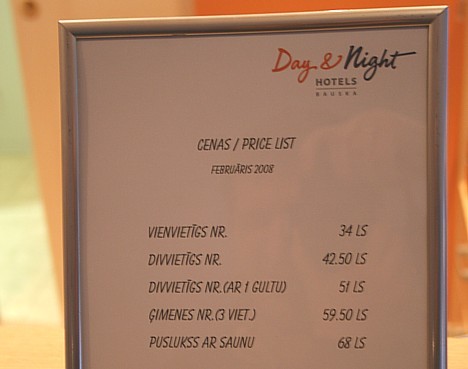 Day & Night
HOTELS
BAUSKA
CENAS / PRICE LIST
FEBRUĀRIS 2008
VIENVIETĪGS NR. 34 LS
DIVVIETĪGS NR. 42.50 LS
DIVVIETĪGS NR.(AR 1 GULTU) 51 LS
ĢIMENES NR.(3 VIET.) 59.50 LS
PUSLUKSS AR SAUNU 68 LS